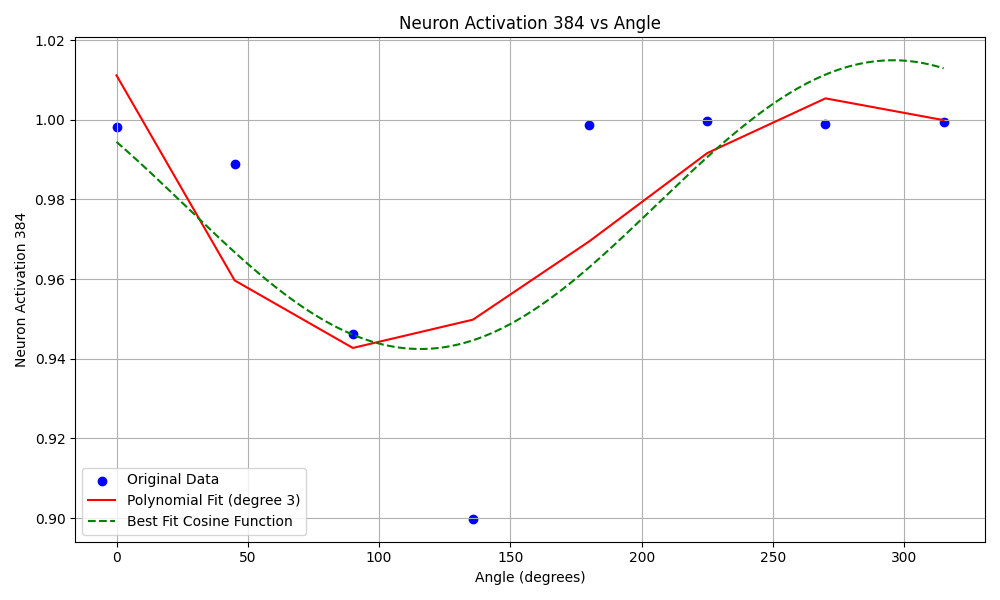 Neuron Activation 384 vs Angle
Neuron Activation 384
1.02
1.00
0.98
0.96
0.94
0.92
0.90
Original Data
Polynomial Fit (degree 3)
Best Fit Cosine Function
0 50 100 150 200 250 300
Angle (degrees)